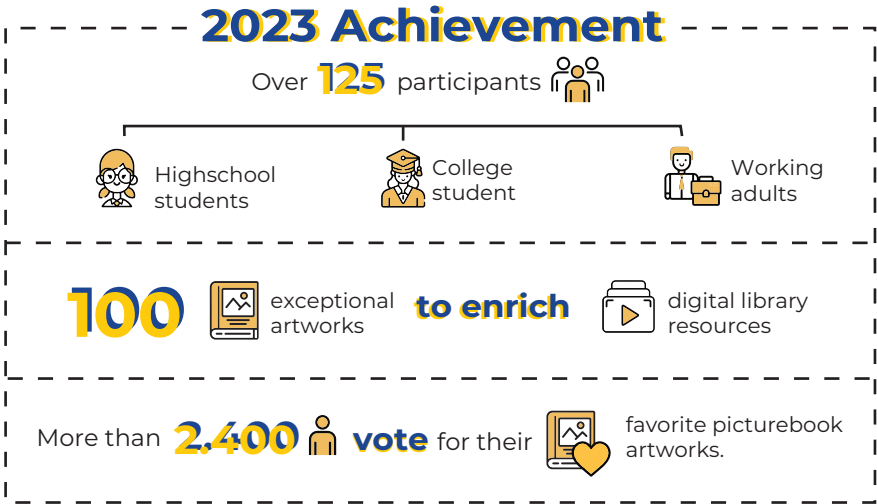 2023 Achievement
Over 125 participants
Highschool
students
College
student
Working
adults
100 exceptional
artworks
to enrich
digital library
resources
More than 2.400 vote for their
favorite picturebook
artworks.